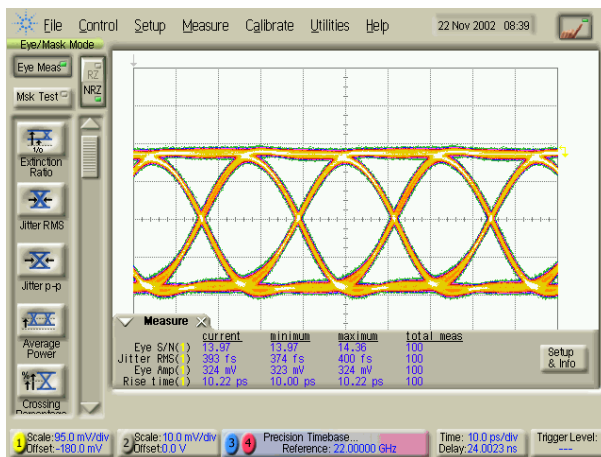 File Control Setup Measure Calibrate Utilities Help 22 Nov 2002 08:39
Eye/Mask Mode
Eye Meas
RZ
Msk Test
NRZ
1/0
Extinction
Ratio
Jitter RMS
Jitter p-p
Average
Power
%
Crossing
Percentage
Measure
current minimum maximum total meas
Eye S/N(1) 13.97 13.97 14.36 100
Jitter RMS(1) 393 fs 374 fs 400 fs 100
Eye Amp(1) 324 mV 323 mV 324 mV 100
Rise time(1) 10.22 ps 10.00 ps 10.22 ps 100
Setup
& Info
1 Scale:95.0 mV/div 2 Scale: 10.0 mV/div 3 4 Precision Timebase... Time: 10.0 ps/div Trigger Level:
Offset:-180.0 mV Offset:0.0 V Reference: 22.00000 GHz Delay:24.0023 ns ---